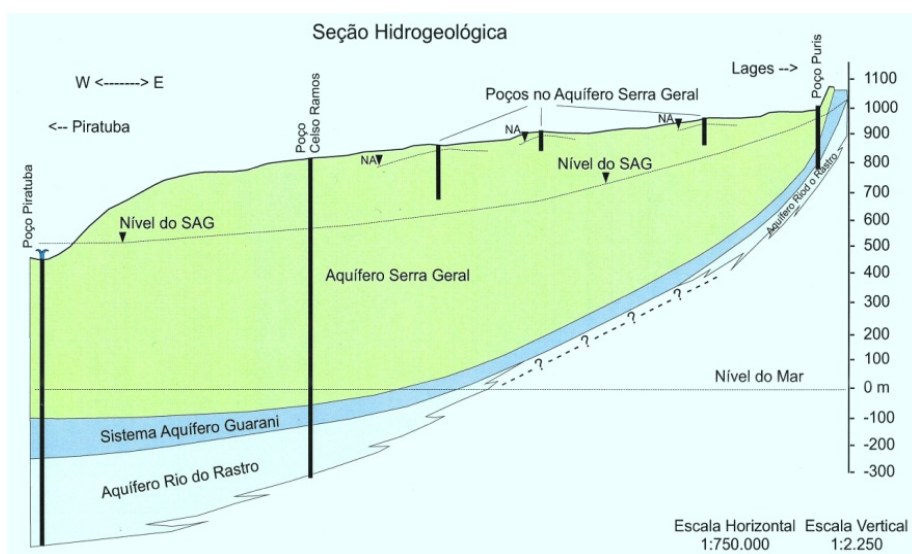 Seção Hidrogeológica
W <-------> E
<-- Piratuba
Lages -->
Poço Piratuba
Poço
Celso Ramos
Poços no Aquífero Serra Geral
Poço Puris
NA
NA
NA
Nível do SAG
Nível do SAG
Aquífero Serra Geral
Aquífero Riod o Rastro
Sistema Aquífero Guarani
Aquífero Rio do Rastro
? ? ? ?
Nível do Mar
1100
1000
900
800
700
600
500
400
300
200
100
0 m
-100
-200
-300
Escala Horizontal
1:750.000
Escala Vertical
1:2.250